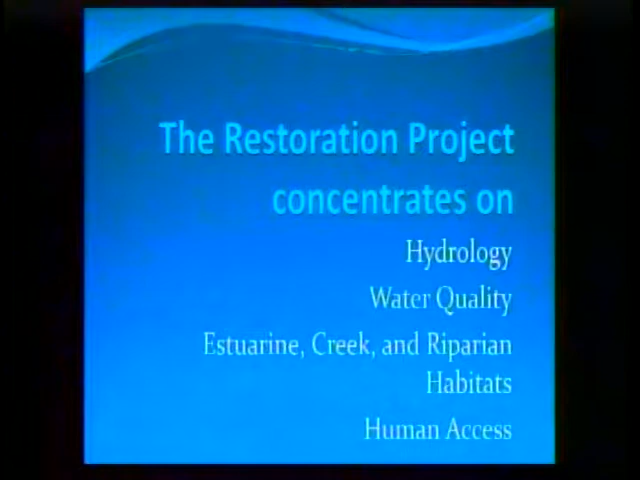 The Restoration Project
concentrates on
Hydrology
Water Quality
Estuarine, Creek, and Riparian
Habitats
Human Access